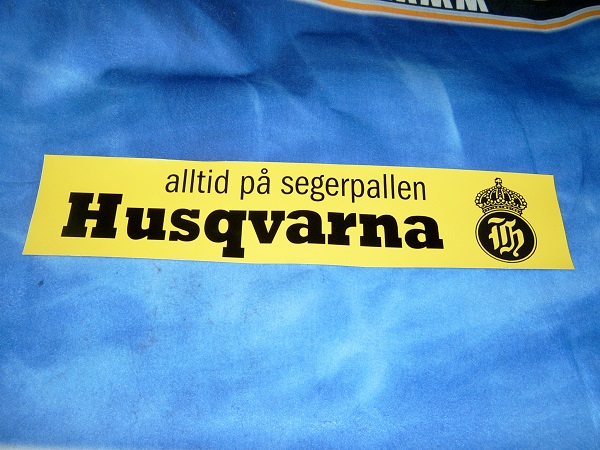 alltid på segerpallen
Husqvarna